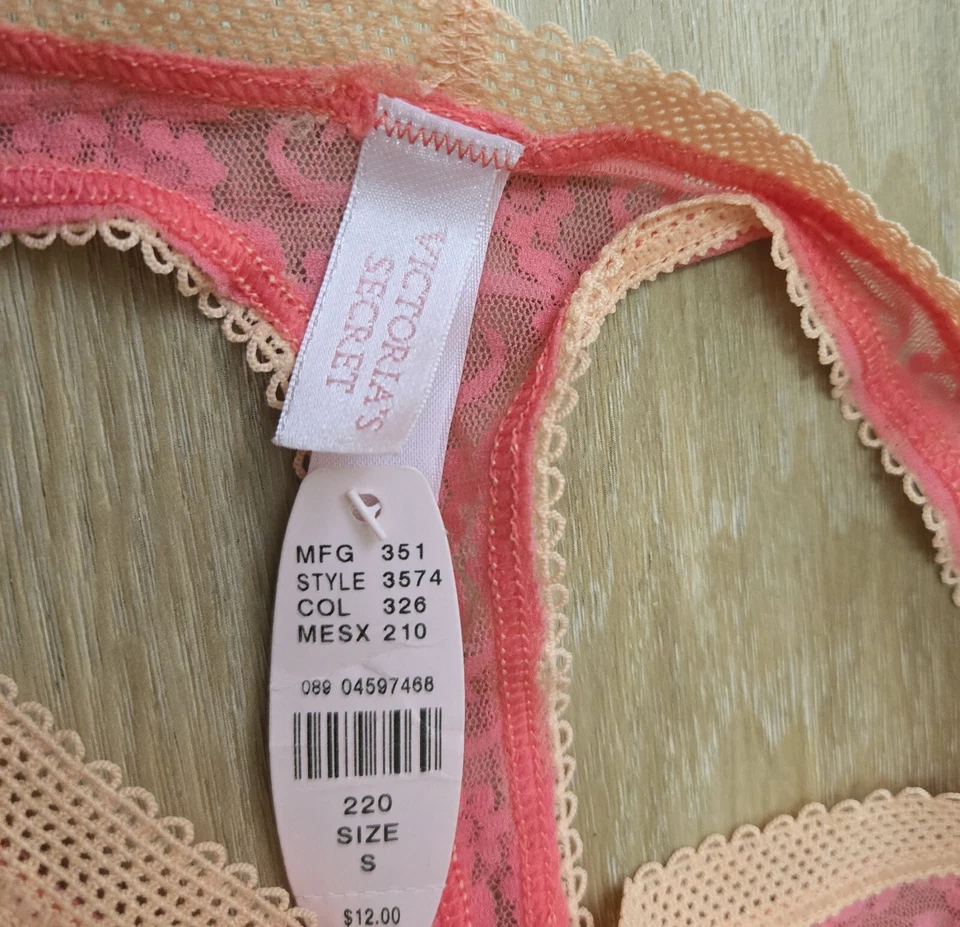 VICTORIA'S
SECRET
MFG 351
STYLE 3574
COL 326
MESX 210
089 04597468
220
SIZE
S
$12.00